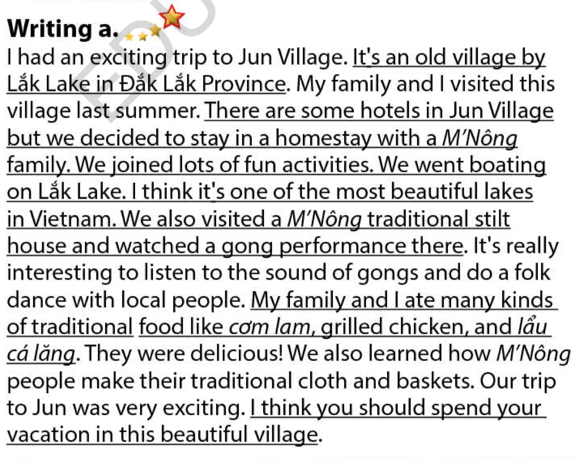 EDU
Writing a.
I had an exciting trip to Jun Village. It's an old village by
Lắk Lake in Đắk Lắk Province. My family and I visited this
village last summer. There are some hotels in Jun Village
but we decided to stay in a homestay with a M'Nông
family. We joined lots of fun activities. We went boating
on Lắk Lake. I think it's one of the most beautiful lakes
in Vietnam. We also visited a M'Nông traditional stilt
house and watched a gong performance there. It's really
interesting to listen to the sound of gongs and do a folk
dance with local people. My family and I ate many kinds
of traditional food like cơm lam, grilled chicken, and lẩu
cá lăng. They were delicious! We also learned how M'Nông
people make their traditional cloth and baskets. Our trip
to Jun was very exciting. I think you should spend your
vacation in this beautiful village.